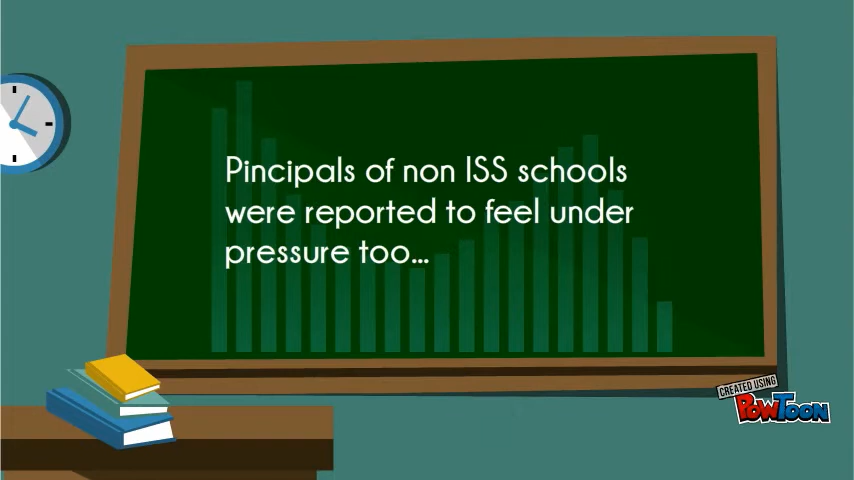 Pincipals of non ISS schools
were reported to feel under
pressure too...
CREATED USING
POWTOON